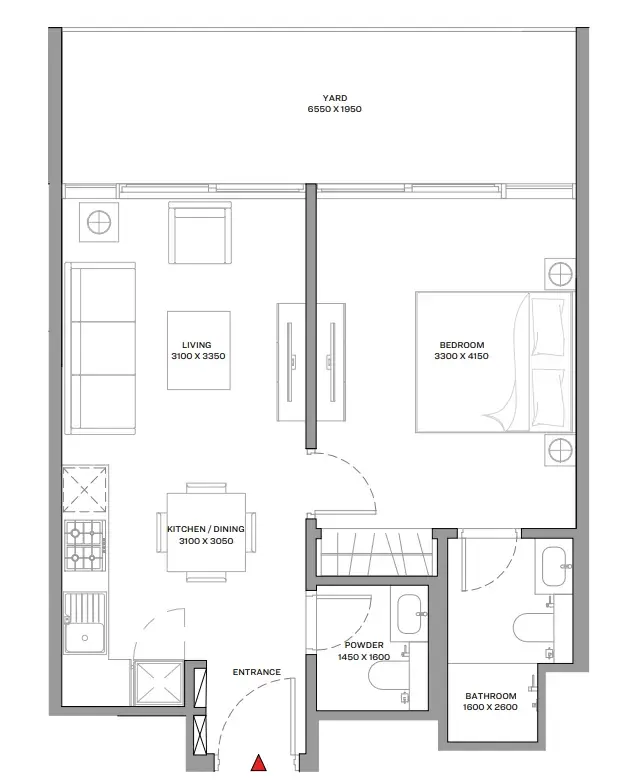 YARD
6550 X 1950
LIVING
3100 X 3350
BEDROOM
3300 X 4150
KITCHEN / DINING
3100 X 3050
POWDER
1450 X 1600
ENTRANCE
BATHROOM
1600 X 2600